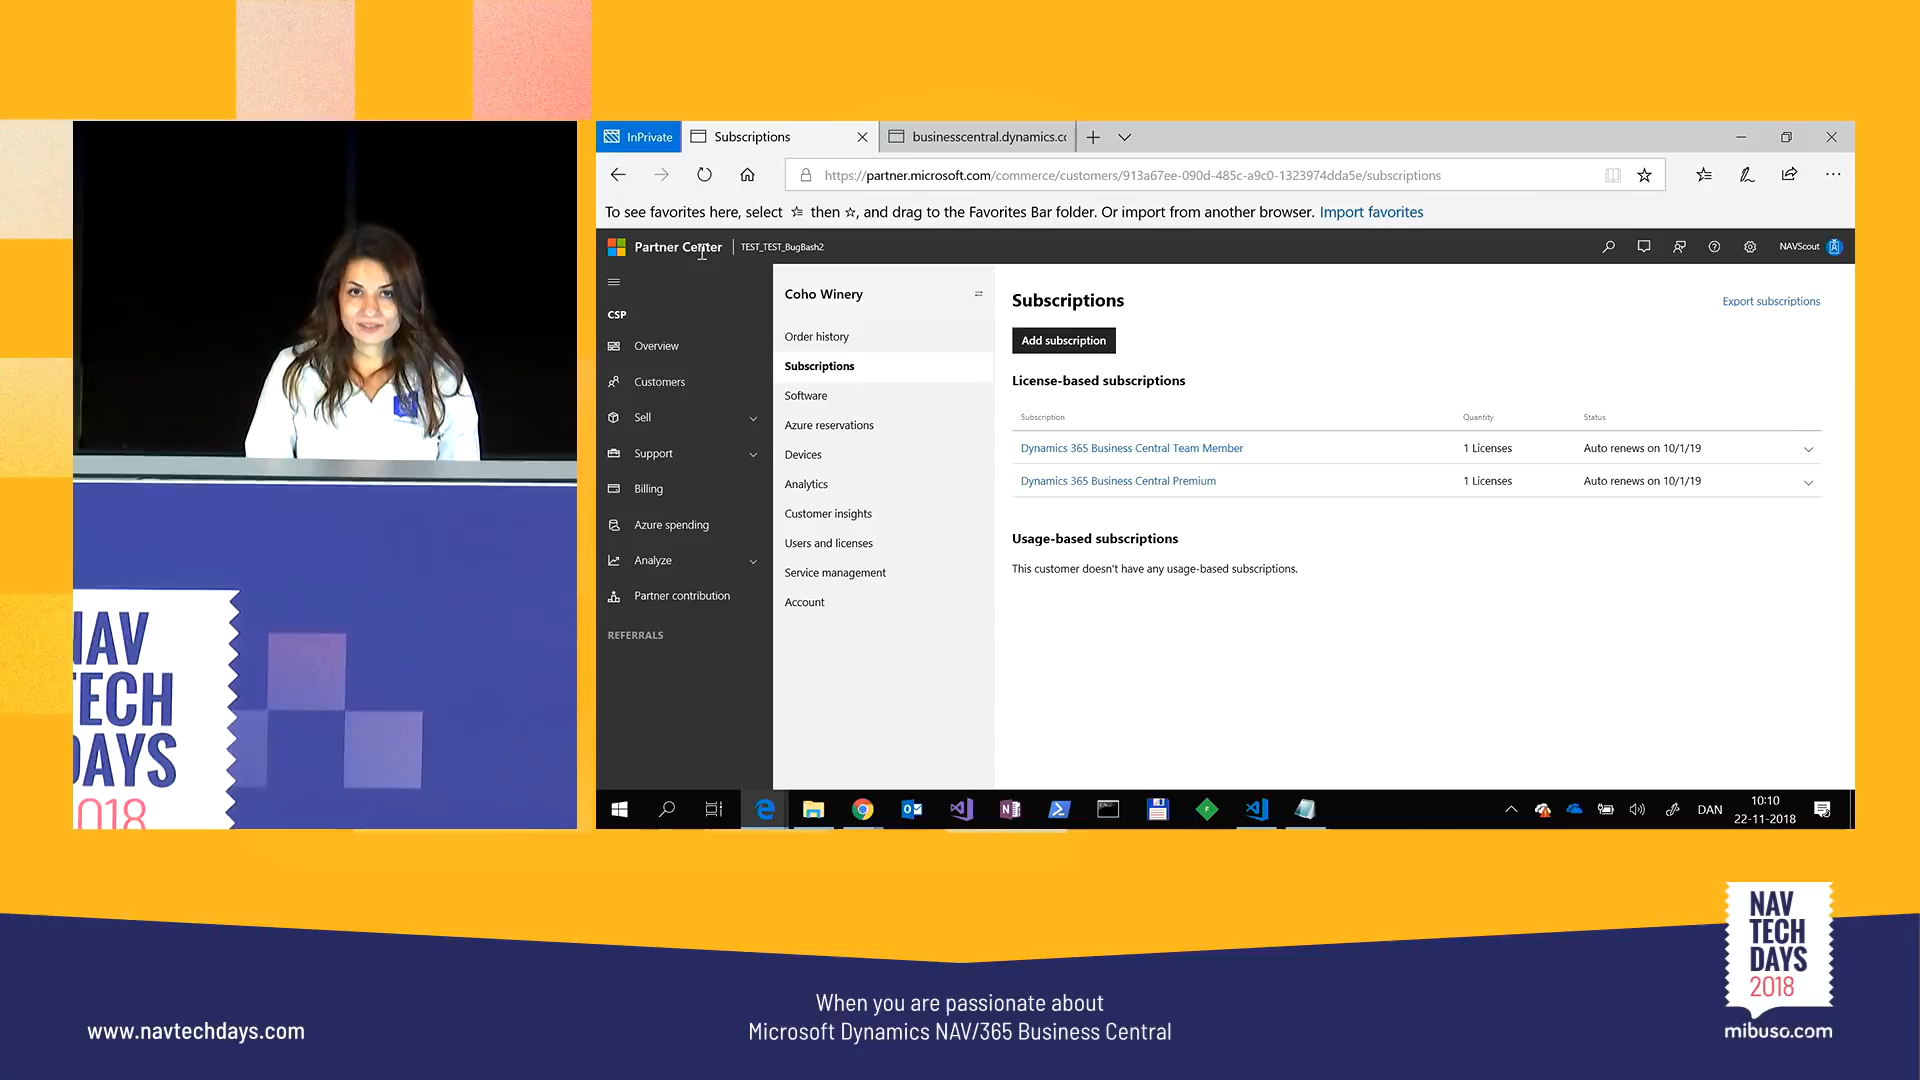 InPrivate
Subscriptions
businesscentral.dynamics.cc
https://partner.microsoft.com/commerce/customers/913a67ee-090d-485c-a9c0-1323974dda5e/subscriptions
To see favorites here, select then , and drag to the Favorites Bar folder. Or import from another browser. Import favorites
Partner Center
TEST_TEST_BugBash2
NAVScout
CSP
Overview
Customers
Sell
Support
Billing
Azure spending
Analyze
Partner contribution
REFERRALS
Coho Winery
Order history
Subscriptions
Software
Azure reservations
Devices
Analytics
Customer insights
Users and licenses
Service management
Account
Subscriptions
Export subscriptions
Add subscription
License-based subscriptions
Subscription Quantity Status
Dynamics 365 Business Central Team Member 1 Licenses Auto renews on 10/1/19
Dynamics 365 Business Central Premium 1 Licenses Auto renews on 10/1/19
Usage-based subscriptions
This customer doesn't have any usage-based subscriptions.
DAN
10:10
22-11-2018
NAV
TECH
DAYS
2018
NAV
TECH
DAYS
2018
mibuso.com
When you are passionate about
Microsoft Dynamics NAV/365 Business Central
www.navtechdays.com